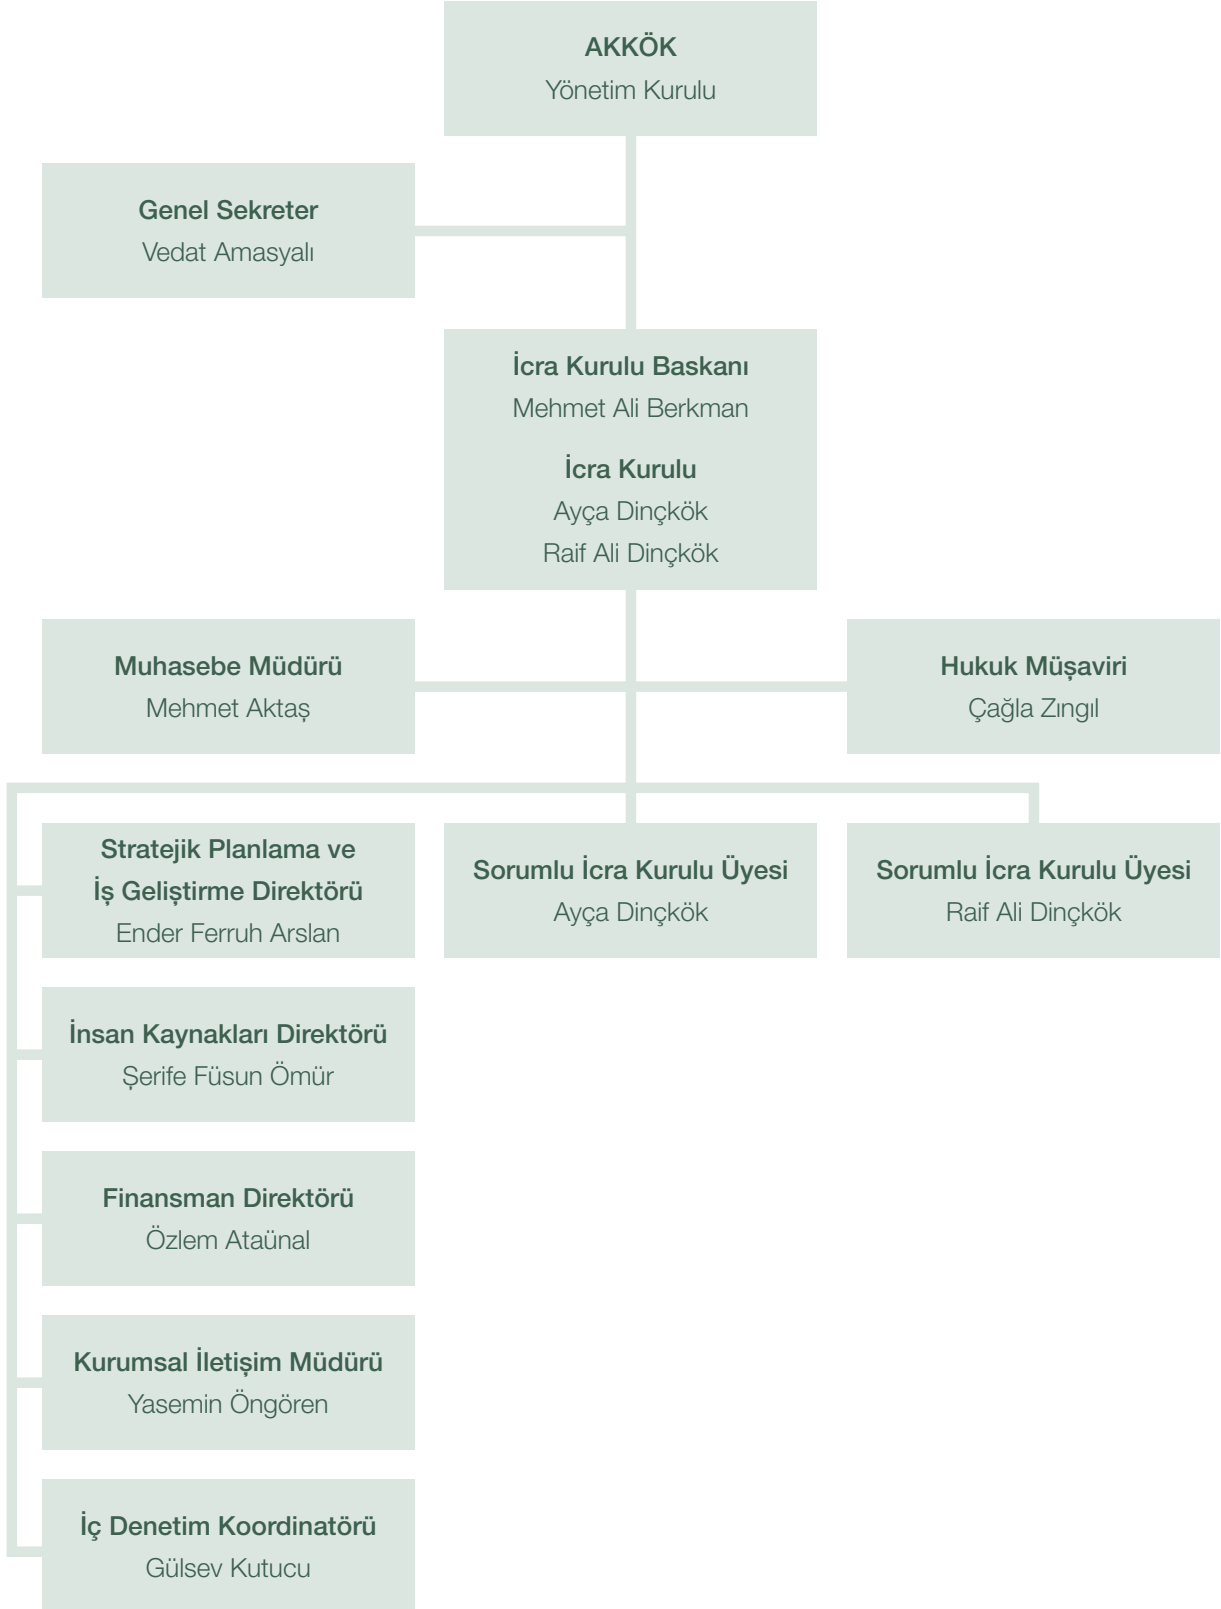 AKKÖK
Yönetim Kurulu
Genel Sekreter
Vedat Amasyalı
İcra Kurulu Baskanı
Mehmet Ali Berkman
İcra Kurulu
Ayça Dinçkök
Raif Ali Dinçkök
Muhasebe Müdürü
Mehmet Aktaş
Hukuk Müşaviri
Çağla Zıngıl
Stratejik Planlama ve
İş Geliştirme Direktörü
Ender Ferruh Arslan
Sorumlu İcra Kurulu Üyesi
Ayça Dinçkök
Sorumlu İcra Kurulu Üyesi
Raif Ali Dinçkök
İnsan Kaynakları Direktörü
Şerife Füsun Ömür
Finansman Direktörü
Özlem Ataünal
Kurumsal İletişim Müdürü
Yasemin Öngören
İç Denetim Koordinatörü
Gülsev Kutucu